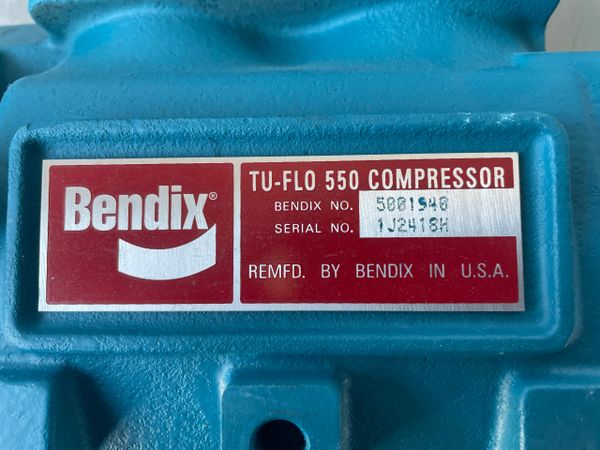 Bendix®
TU-FLO 550 COMPRESSOR
BENDIX NO. 5001940
SERIAL NO. 1J2418H
REMFD. BY BENDIX IN U.S.A.